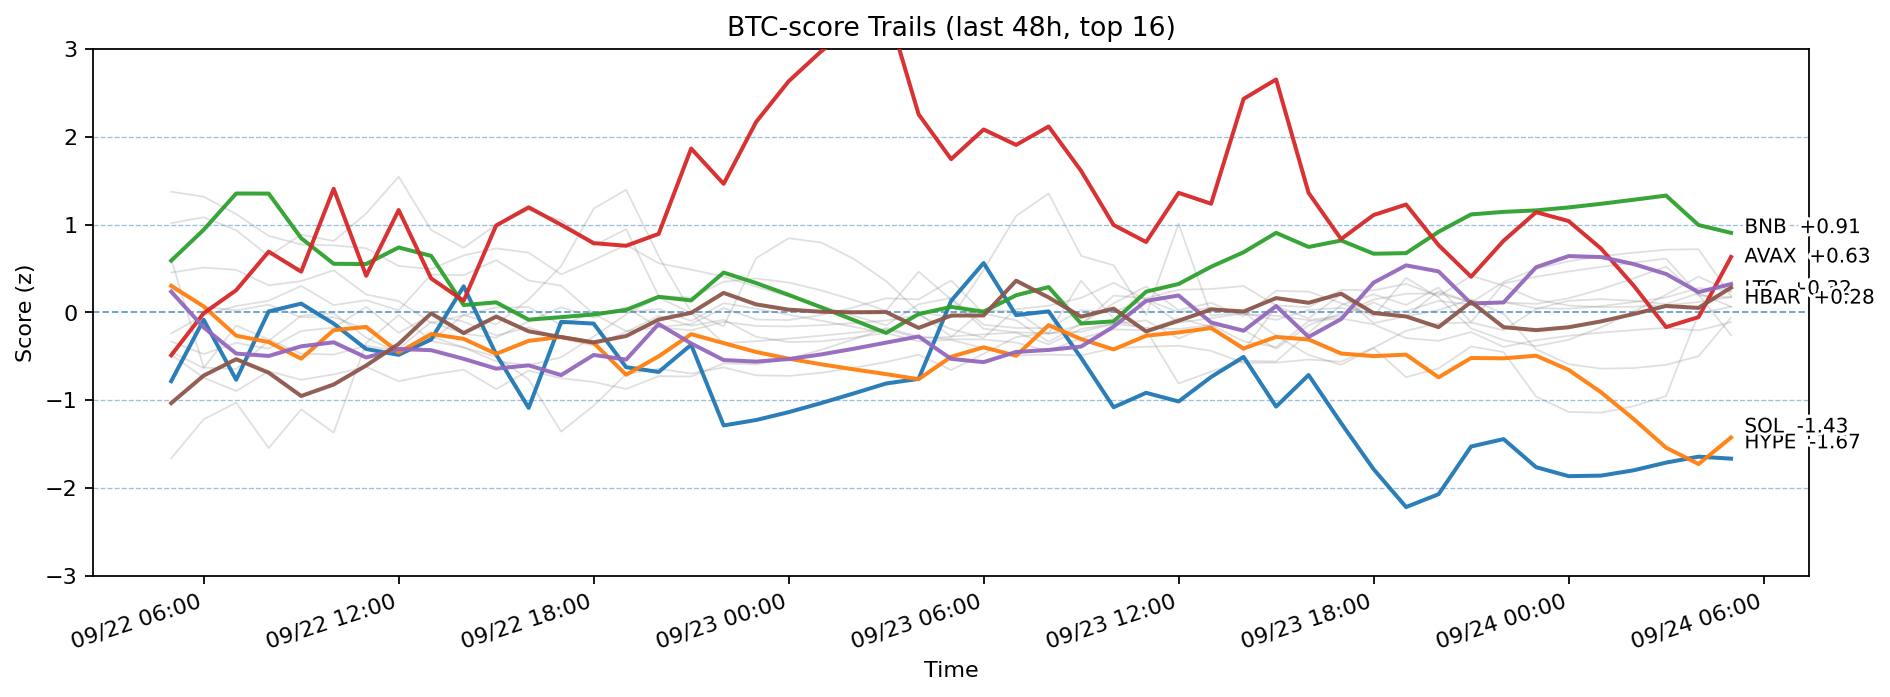 BTC-score Trails (last 48h, top 16)
Score (z)
3
2
1
0
−1
−2
−3
BNB +0.91
AVAX +0.63
HBAR +0.28
SOL -1.43
HYPE -1.67
09/22 06:00
09/22 12:00
09/22 18:00
09/23 00:00
09/23 06:00
09/23 12:00
09/23 18:00
09/24 00:00
09/24 06:00
Time